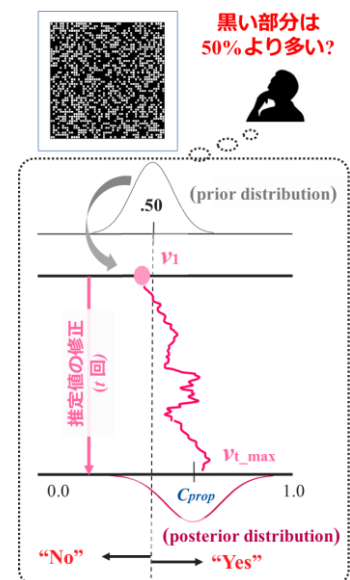 黒い部分は
50%より多い?
(prior distribution)
.50
v1
推定値の修正
(t 回)
vt_max
0.0
Cprop
1.0
(posterior distribution)
“No”
“Yes”